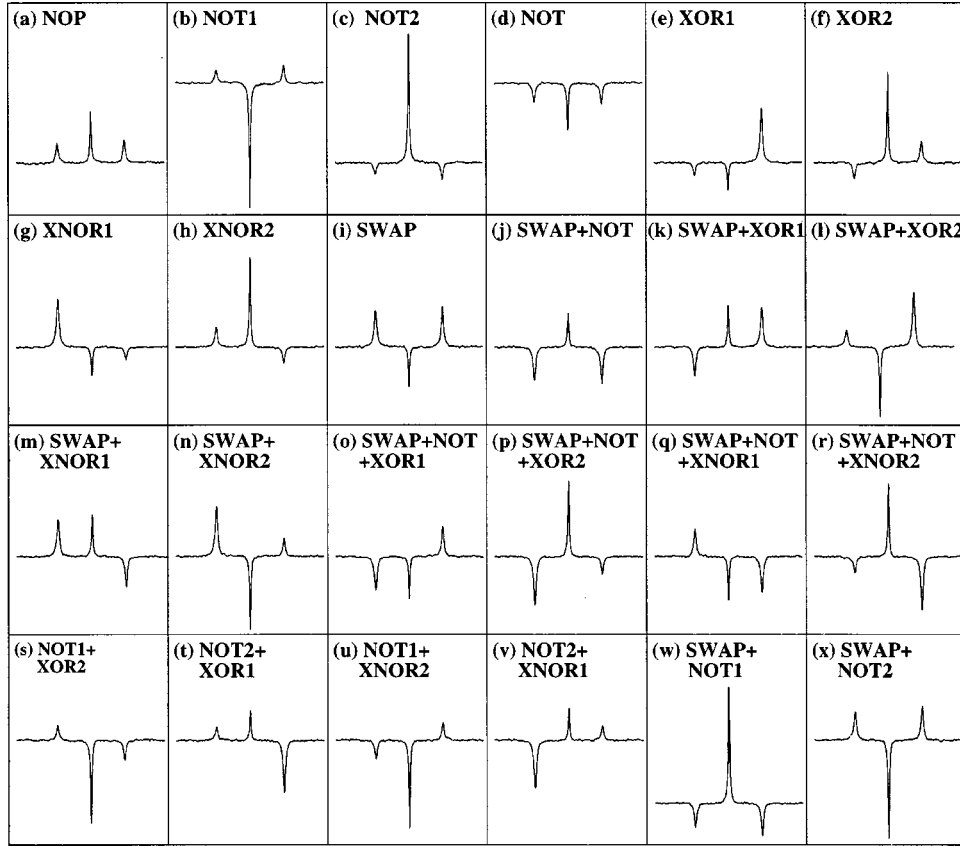 (a) NOP
(b) NOT1
(c) NOT2
(d) NOT
(e) XOR1
(f) XOR2
(g) XNOR1
(h) XNOR2
(i) SWAP
(j) SWAP+NOT
(k) SWAP+XOR1
(l) SWAP+XOR2
(m) SWAP+
XNOR1
(n) SWAP+
XNOR2
(o) SWAP+NOT
+XOR1
(p) SWAP+NOT
+XOR2
(q) SWAP+NOT
+XNOR1
(r) SWAP+NOT
+XNOR2
(s) NOT1+
XOR2
(t) NOT2+
XOR1
(u) NOT1+
XNOR2
(v) NOT2+
XNOR1
(w) SWAP+
NOT1
(x) SWAP+
NOT2